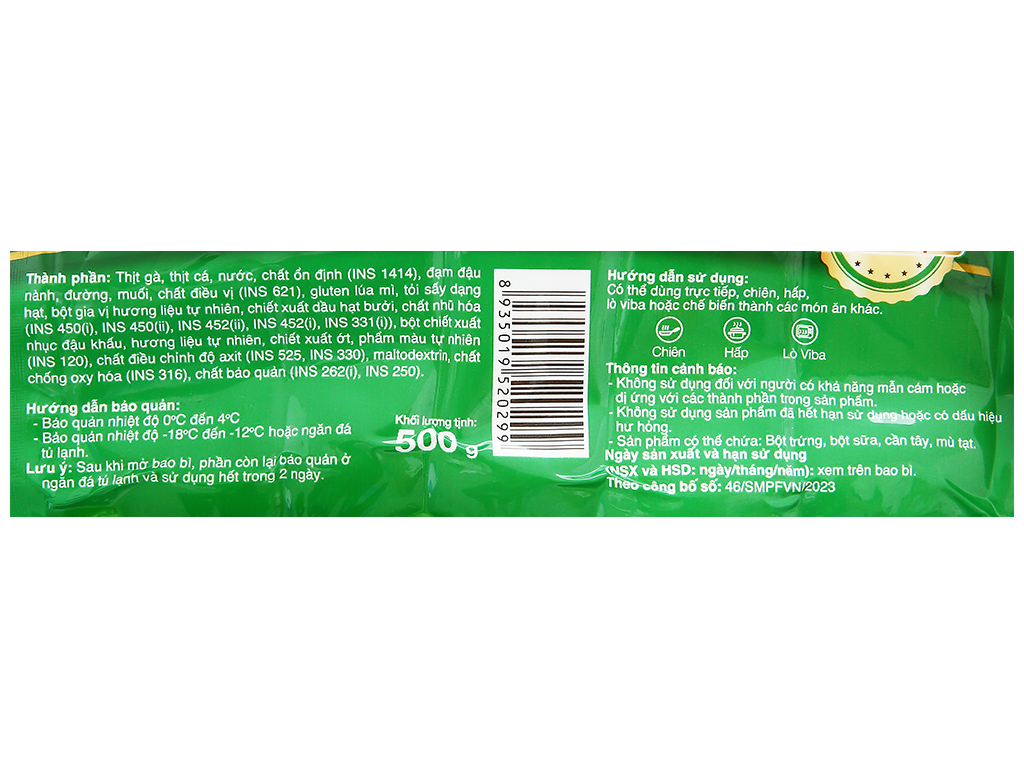 Thành phần: Thịt gà, thịt cá, nước, chất ổn định (INS 1414), đạm đậu
nành, đường, muối, chất điều vị (INS 621), gluten lúa mì, tỏi sấy dạng
hạt, bột gia vị hương liệu tự nhiên, chiết xuất dầu hạt bưởi, chất nhũ hóa
(INS 450(i), INS 450(ii), INS 452(ii), INS 452(i), INS 331(i)), bột chiết xuất
nhục đậu khấu, hương liệu tự nhiên, chiết xuất ớt, phẩm màu tự nhiên
(INS 120), chất điều chỉnh độ axit (INS 525, INS 330), maltodextrin, chất
chống oxy hóa (INS 316), chất bảo quản (INS 262(i), INS 250).
Hướng dẫn bảo quản:
- Bảo quản nhiệt độ 0ºC đến 4ºC
- Bảo quản nhiệt độ -18ºC đến -12ºC hoặc ngăn đá
tủ lạnh.
Lưu ý: Sau khi mở bao bì, phần còn lại bảo quản ở
ngăn đá tủ lạnh và sử dụng hết trong 2 ngày.
Khối lượng tịnh:
500 g
8 935019 520299
Hướng dẫn sử dụng:
Có thể dùng trực tiếp, chiên, hấp,
lò viba hoặc chế biến thành các món ăn khác.
Chiên Hấp Lò Viba
Thông tin cảnh báo:
- Không sử dụng đối với người có khả năng mẫn cảm hoặc
dị ứng với các thành phần trong sản phẩm.
- Không sử dụng sản phẩm đã hết hạn sử dụng hoặc có dấu hiệu
hư hỏng.
- Sản phẩm có thể chứa: Bột trứng, bột sữa, cần tây, mù tạt.
Ngày sản xuất và hạn sử dụng
(NSX và HSD: ngày/tháng/năm): xem trên bao bì.
Theo công bố số: 46/SMPFVN/2023